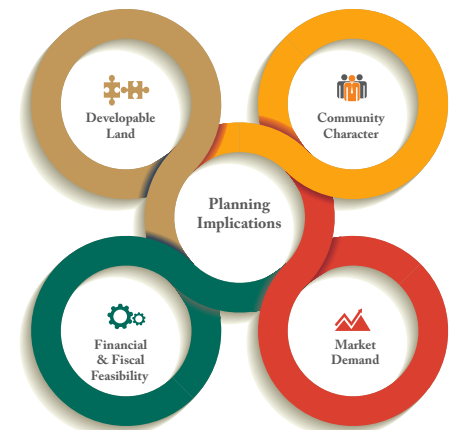 Developable
Land
Community
Character
Planning
Implications
Financial
& Fiscal
Feasibility
Market
Demand